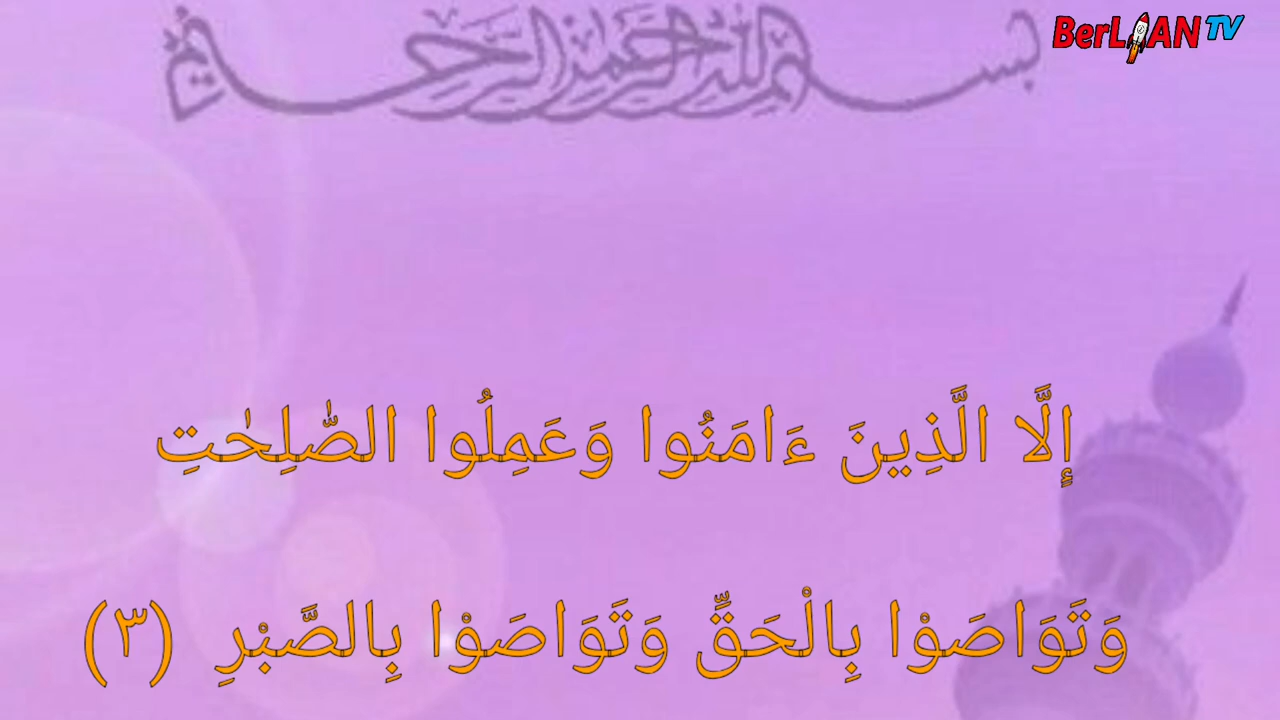 بسم الله الرحمن الرحيم
BerLIAN TV
إِلَّا الَّذِينَ ءَامَنُوا وَعَمِلُوا الصّٰلِحٰتِ
وَتَوَاصَوْا بِالْحَقِّ وَتَوَاصَوْا بِالصَّبْرِ (٣)